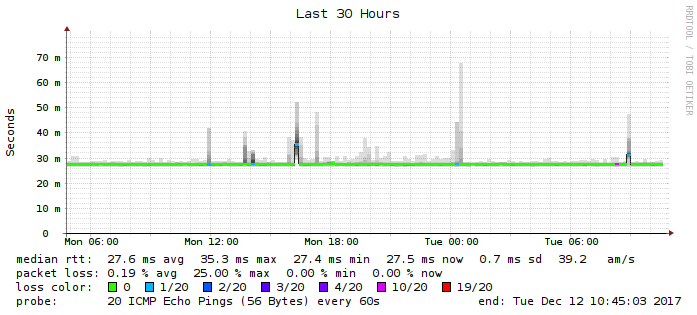 Last 30 Hours
RRDTOOL / TOBI OETIKER
Seconds
70 m
60 m
50 m
40 m
30 m
20 m
10 m
0
Mon 06:00 Mon 12:00 Mon 18:00 Tue 00:00 Tue 06:00
median rtt: 27.6 ms avg 35.3 ms max 27.4 ms min 27.5 ms now 0.7 ms sd 39.2 am/s
packet loss: 0.19 % avg 25.00 % max 0.00 % min 0.00 % now
loss color: 0 1/20 2/20 3/20 4/20 10/20 19/20
probe: 20 ICMP Echo Pings (56 Bytes) every 60s end: Tue Dec 12 10:45:03 2017